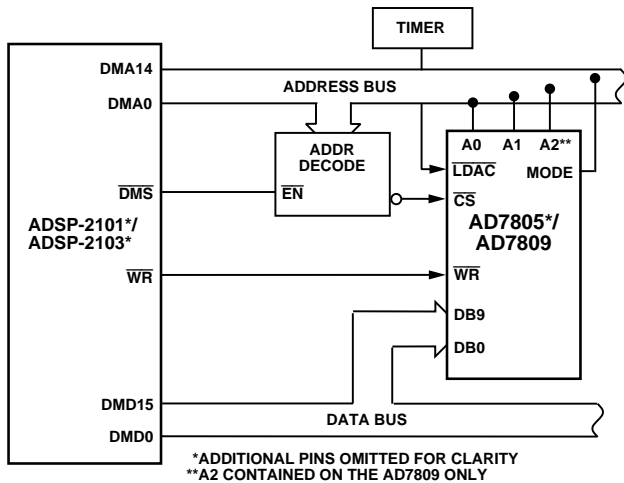 TIMER
DMA14
ADDRESS BUS
DMA0
ADDR
DECODE
A0 A1 A2**
LDAC MODE
DMS
EN
CS
ADSP-2101*/
ADSP-2103*
AD7805*/
AD7809
WR
WR
DB9
DB0
DMD15
DATA BUS
DMD0
*ADDITIONAL PINS OMITTED FOR CLARITY
**A2 CONTAINED ON THE AD7809 ONLY